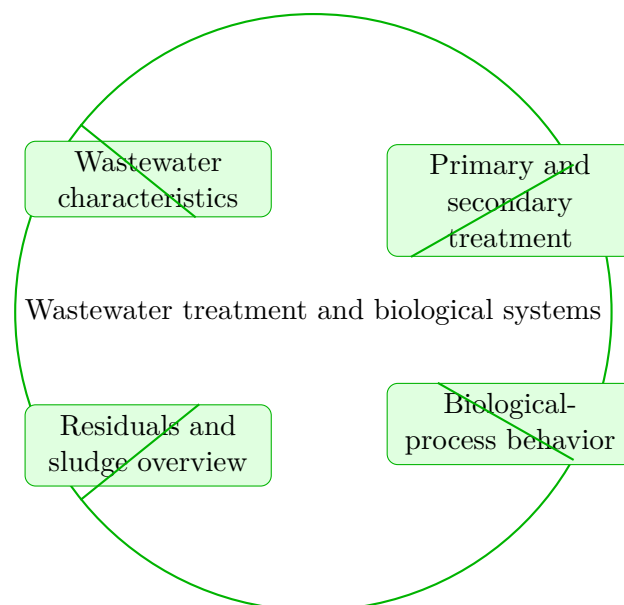 Wastewater
characteristics
Primary and
secondary
treatment
Wastewater treatment and biological systems
Residuals and
sludge overview
Biological-
process behavior